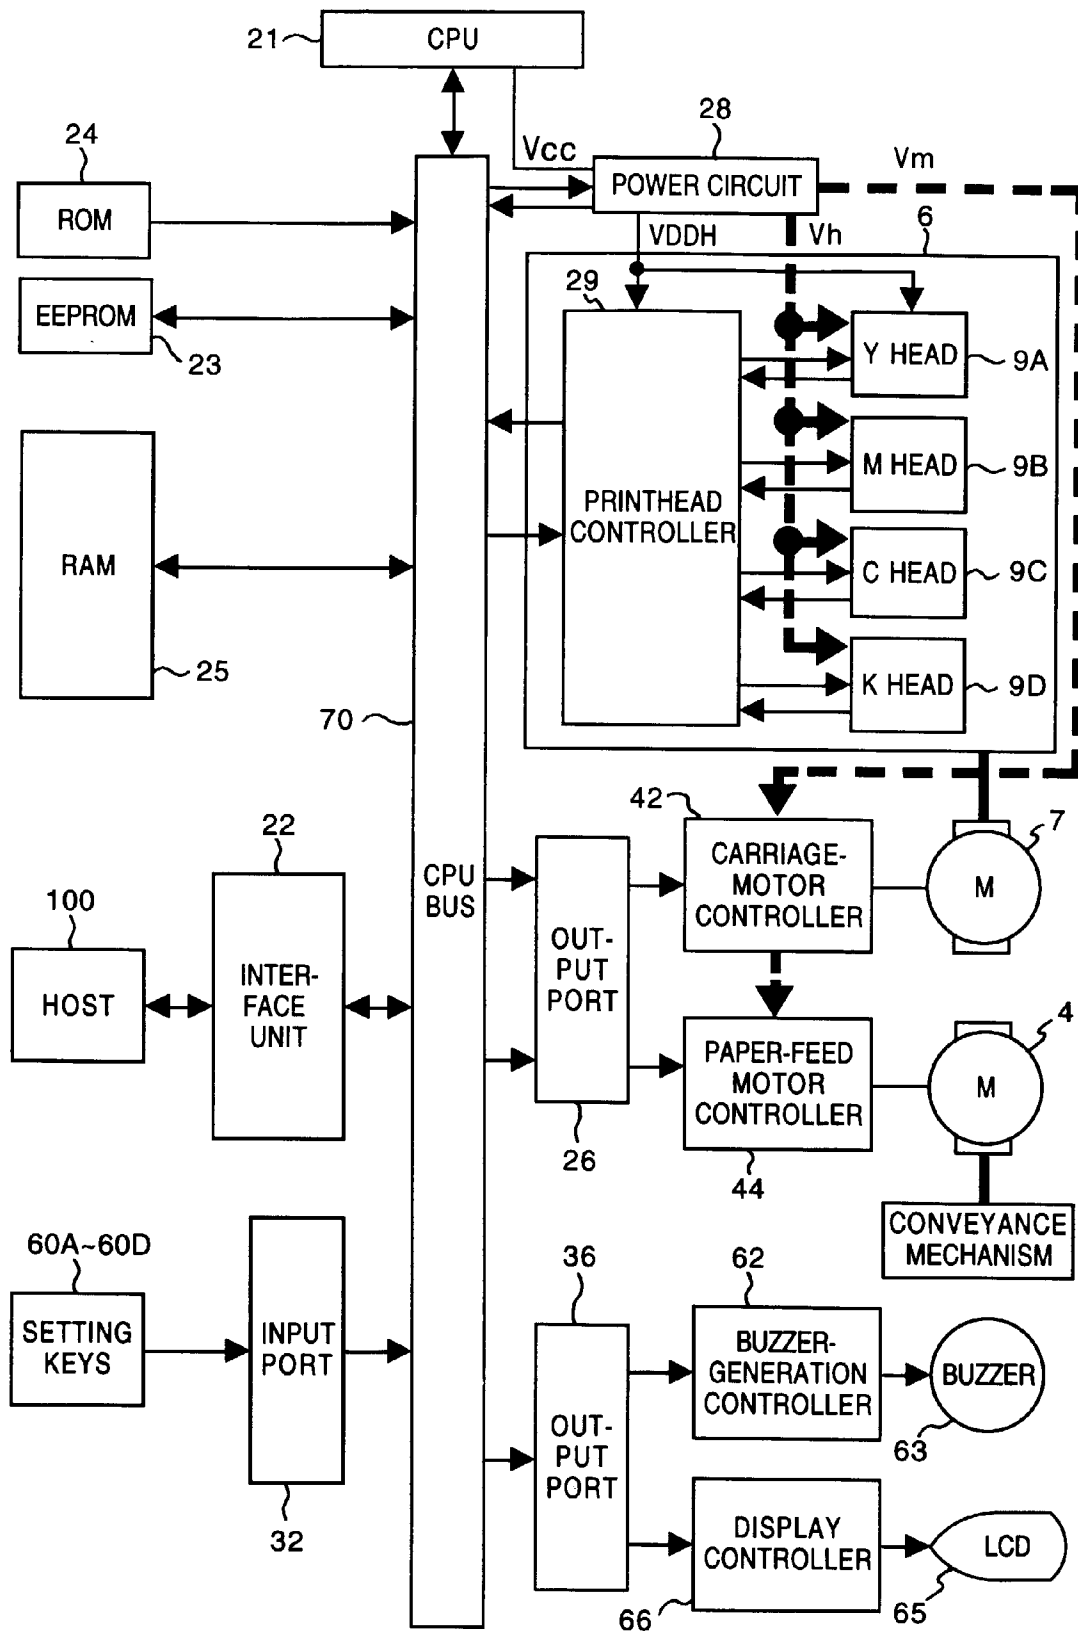 21
CPU
28
24
Vcc
Vm
ROM
POWER CIRCUIT
VDDH
Vh
6
EEPROM
23
29
Y HEAD
9A
M HEAD
9B
PRINTHEAD
CONTROLLER
RAM
C HEAD
9C
25
K HEAD
9D
70
42
7
22
CARRIAGE-
MOTOR
CONTROLLER
M
CPU
BUS
100
OUT-
PUT
PORT
HOST
INTER-
FACE
UNIT
4
PAPER-FEED
MOTOR
CONTROLLER
M
26
44
CONVEYANCE
MECHANISM
60A~60D
36
62
SETTING
KEYS
INPUT
PORT
BUZZER-
GENERATION
CONTROLLER
BUZZER
63
OUT-
PUT
PORT
32
DISPLAY
CONTROLLER
LCD
66
65